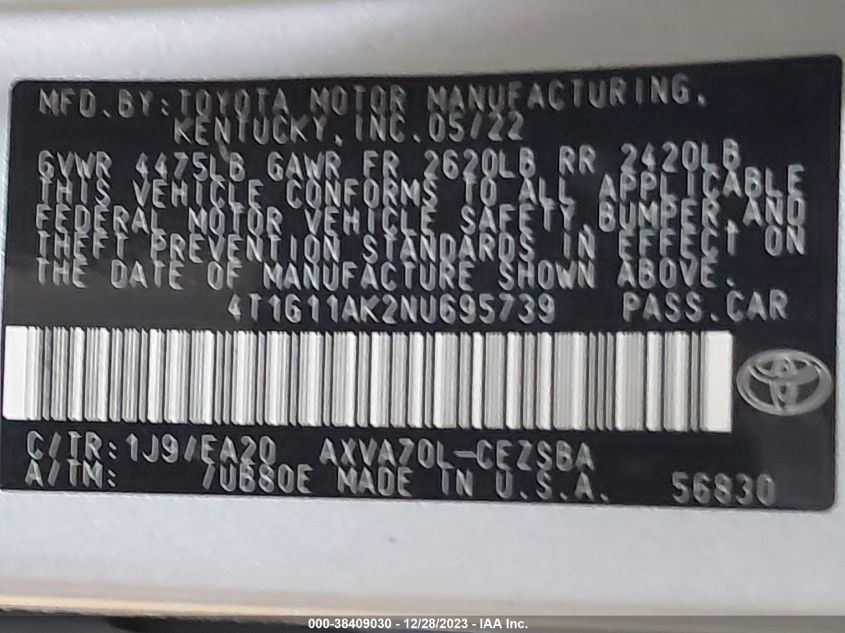 MFD. BY: TOYOTA MOTOR MANUFACTURING,
KENTUCKY, INC. 05/22
GVWR 4475LB GAWR FR 2620LB RR 2420LB
THIS VEHICLE CONFORMS TO ALL APPLICABLE
FEDERAL MOTOR VEHICLE SAFETY, BUMPER, AND
THEFT PREVENTION STANDARDS IN EFFECT ON
THE DATE OF MANUFACTURE SHOWN ABOVE.
4T1G11AK2NU695739 PASS. CAR
C/TR: 1J9/EA20 AXVA70L-CEZSBA
A/TM: /U680E MADE IN U.S.A. 56830
000-38409030 - 12/28/2023 - IAA Inc.